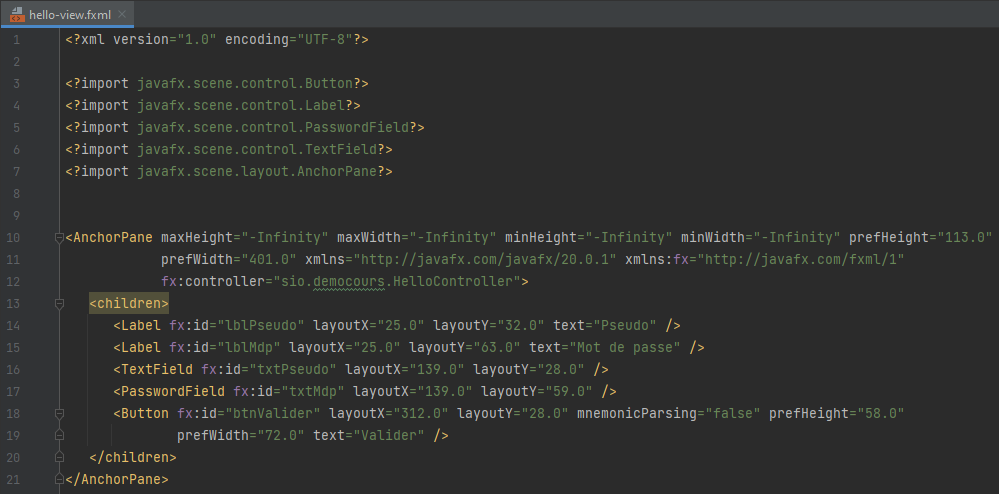 hello-view.fxml
1 <?xml version="1.0" encoding="UTF-8"?>
2
3 <?import javafx.scene.control.Button?>
4 <?import javafx.scene.control.Label?>
5 <?import javafx.scene.control.PasswordField?>
6 <?import javafx.scene.control.TextField?>
7 <?import javafx.scene.layout.AnchorPane?>
8
9
10 <AnchorPane maxHeight="-Infinity" maxWidth="-Infinity" minHeight="-Infinity" minWidth="-Infinity" prefHeight="113.0"
11 prefWidth="401.0" xmlns="http://javafx.com/javafx/20.0.1" xmlns:fx="http://javafx.com/fxml/1"
12 fx:controller="sio.democours.HelloController">
13 <children>
14 <Label fx:id="lblPseudo" layoutX="25.0" layoutY="32.0" text="Pseudo" />
15 <Label fx:id="lblMdp" layoutX="25.0" layoutY="63.0" text="Mot de passe" />
16 <TextField fx:id="txtPseudo" layoutX="139.0" layoutY="28.0" />
17 <PasswordField fx:id="txtMdp" layoutX="139.0" layoutY="59.0" />
18 <Button fx:id="btnValider" layoutX="312.0" layoutY="28.0" mnemonicParsing="false" prefHeight="58.0"
19 prefWidth="72.0" text="Valider" />
20 </children>
21 </AnchorPane>